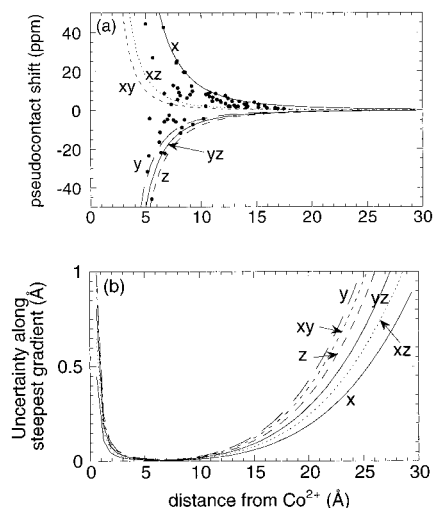 (a)
pseudocontact shift (ppm)
40
20
0
-20
-40
x
xz
xy
y
z
yz
0 5 10 15 20 25 30
(b)
Uncertainty along
steepest gradient (Å)
1
0.5
0
y
yz
xy
z
xz
x
0 5 10 15 20 25 30
distance from Co²⁺ (Å)